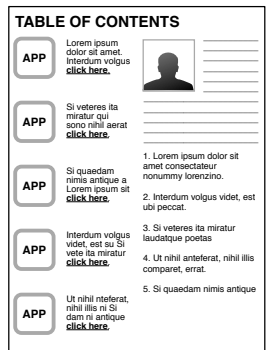 TABLE OF CONTENTS
APP
Lorem ipsum
dolor sit amet.
Interdum volgus
click here.
APP
Si veteres ita
miratur qui
sono nihil aerat
click here.
APP
Si quaedam
nimis antique a
Lorem ipsum sit
click here.
APP
Interdum volgus
videt, est su Si
vete ita miratur
click here.
APP
Ut nihil nteferat,
nihil illis ni Si
dam ni antique
click here.
1. Lorem ipsum dolor sit
amet consectateur
nonummy lorenzino.
2. Interdum volgus videt, est
ubi peccat.
3. Si veteres ita miratur
laudatque poetas
4. Ut nihil anteferat, nihil illis
comparet, errat.
5. Si quaedam nimis antique